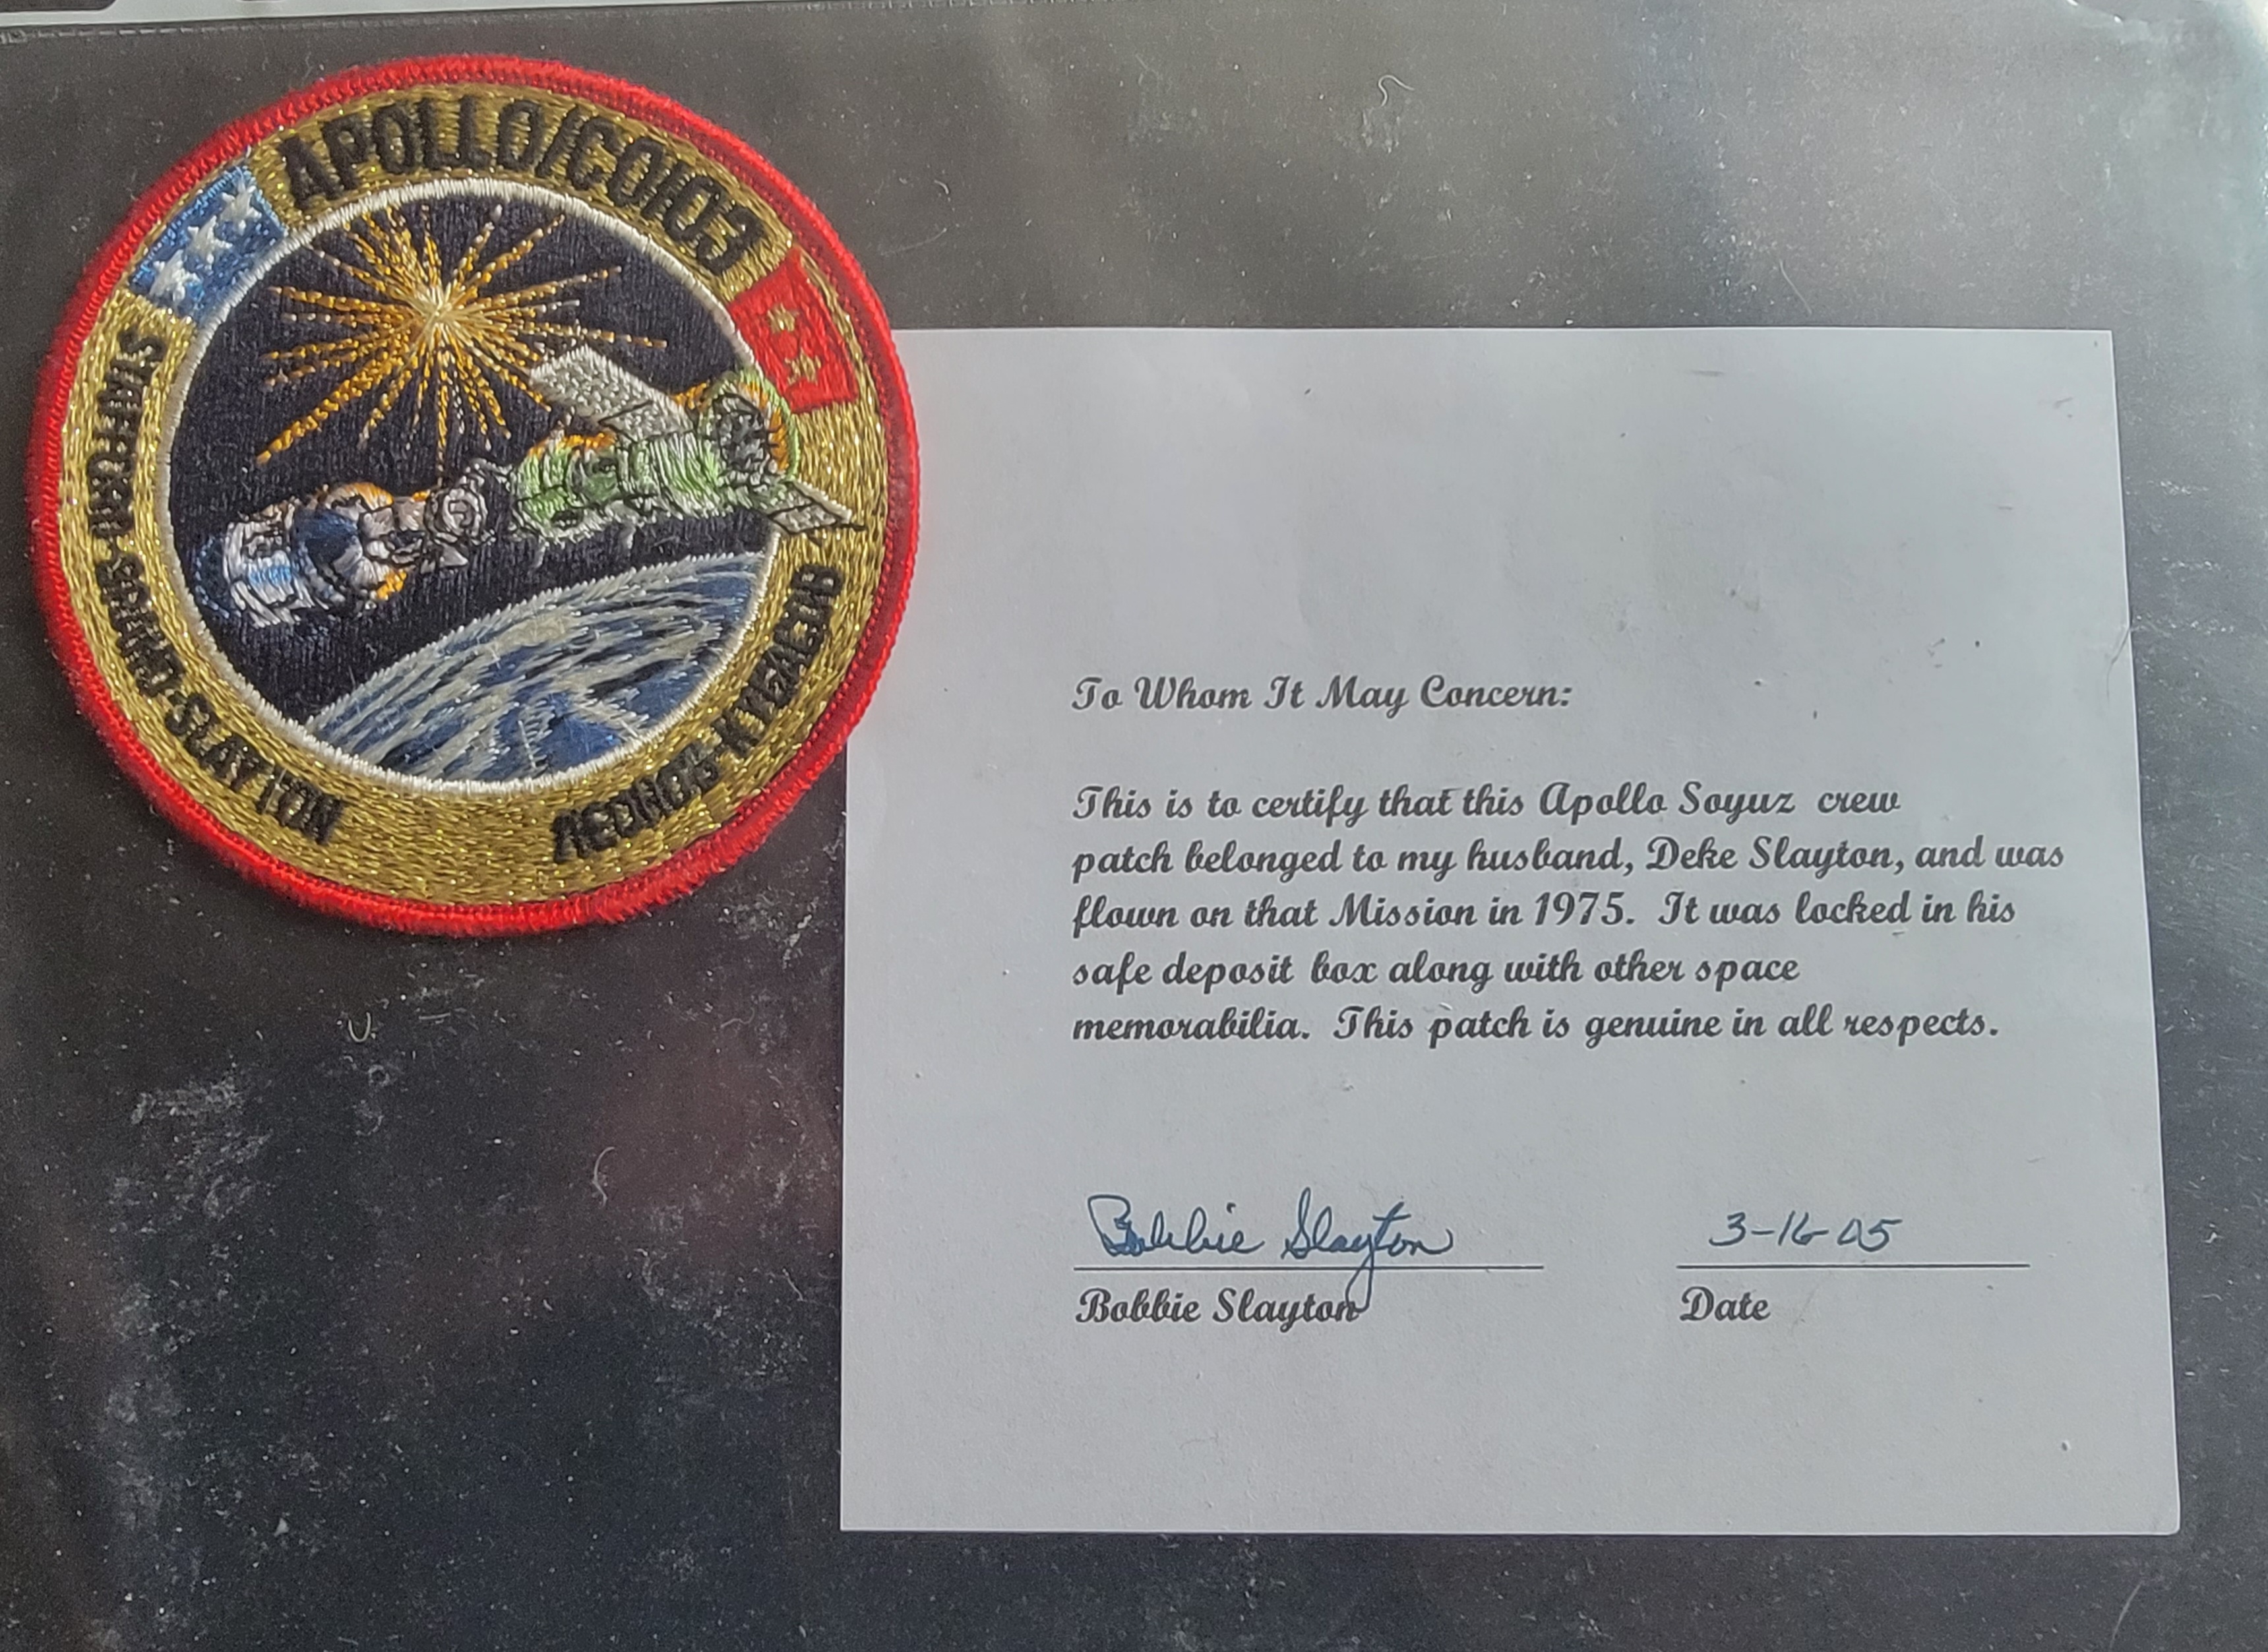 APOLLO/СОЮЗ
STAFFORD·BRAND·SLAYTON
ЛЕОНОВ·КУБАСОВ
To Whom It May Concern:
This is to certify that this Apollo Soyuz crew
patch belonged to my husband, Deke Slayton, and was
flown on that Mission in 1975. It was locked in his
safe deposit box along with other space
memorabilia. This patch is genuine in all respects.
Bobbie Slayton 3-16-05
Bobbie Slayton Date